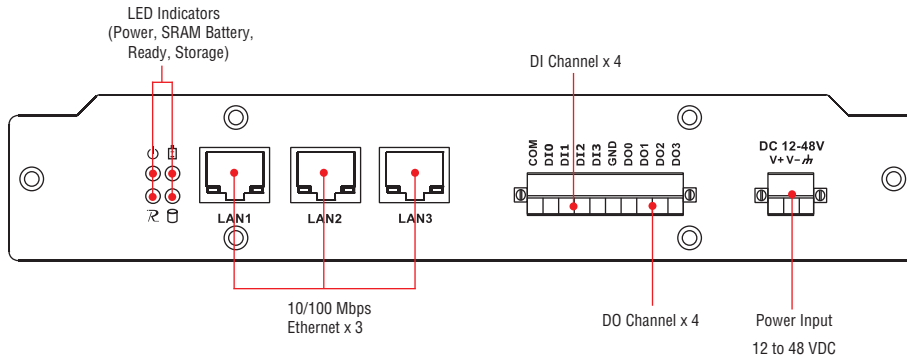 LED Indicators
(Power, SRAM Battery,
Ready, Storage)
DI Channel x 4
COM
DI0
DI1
DI2
DI3
GND
DO0
DO1
DO2
DO3
DC 12-48V
V+ V-
LAN1
LAN2
LAN3
10/100 Mbps
Ethernet x 3
DO Channel x 4
Power Input
12 to 48 VDC